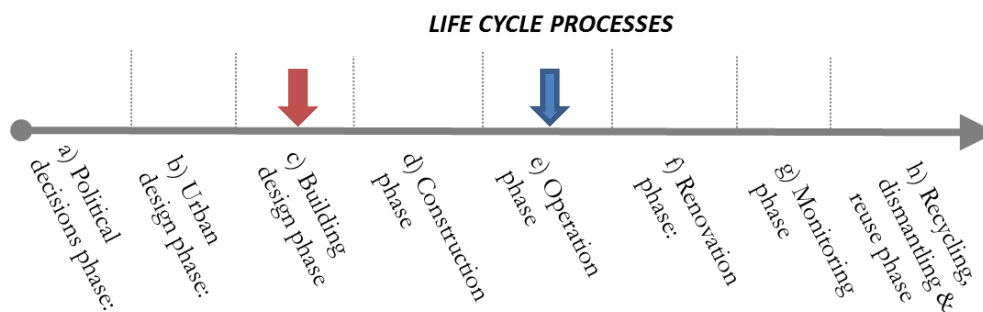 LIFE CYCLE PROCESSES
a) Political
decisions phase:
b) Urban
design phase:
c) Building
design phase
d) Construction
phase
e) Operation
phase
f) Renovation
phase:
g) Monitoring
phase
h) Recycling,
dismantling &
reuse phase